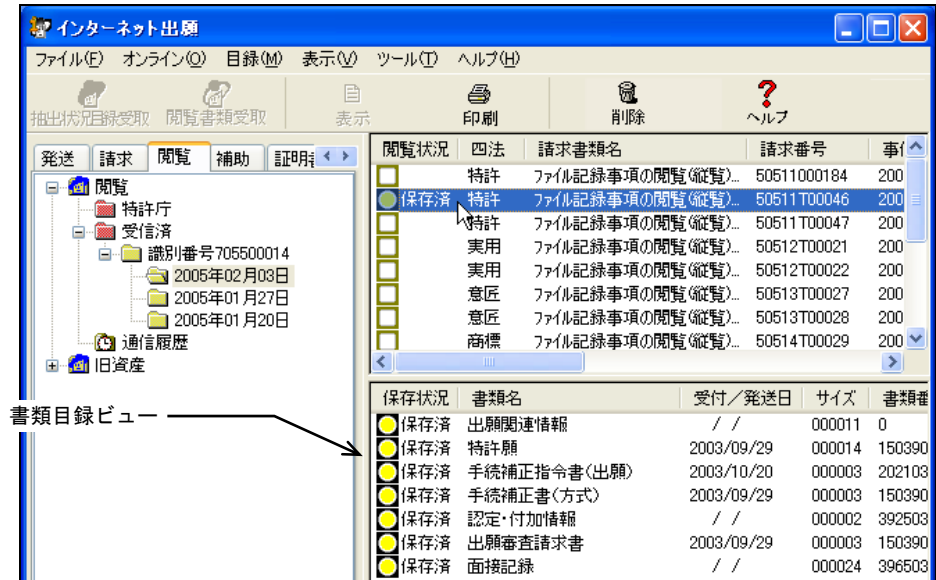 インターネット出願
ファイル(F) オンライン(O) 目録(M) 表示(V) ツール(T) ヘルプ(H)
抽出状況目録受取 閲覧書類受取 表示 印刷 削除 ヘルプ
発送 請求 閲覧 補助
閲覧
特許庁
受信済
識別番号705500014
2005年02月03日
2005年01月27日
2005年01月20日
通信履歴
旧資産
書類目録ビュー
閲覧状況 四法 請求書類名 請求番号
特許 ファイル記録事項の閲覧(縦覧)... 50511000184 200
保存済 特許 ファイル記録事項の閲覧(縦覧)... 50511T00046 200
特許 ファイル記録事項の閲覧(縦覧)... 50511T00047 200
実用 ファイル記録事項の閲覧(縦覧)... 50512T00021 200
実用 ファイル記録事項の閲覧(縦覧)... 50512T00022 200
意匠 ファイル記録事項の閲覧(縦覧)... 50513T00027 200
意匠 ファイル記録事項の閲覧(縦覧)... 50513T00028 200
商標 ファイル記録事項の閲覧(縦覧)... 50514T00029 200
保存状況 書類名 受付/発送日 サイズ 書類番
保存済 出願関連情報 / / 000011 0
保存済 特許願 2003/09/29 000014 150390
保存済 手続補正指令書(出願) 2003/10/20 000003 202103
保存済 手続補正書(方式) 2003/09/29 000003 150390
保存済 認定・付加情報 / / 000002 392503
保存済 出願審査請求書 2003/09/29 000003 150390
保存済 面接記録 / / 000024 396503